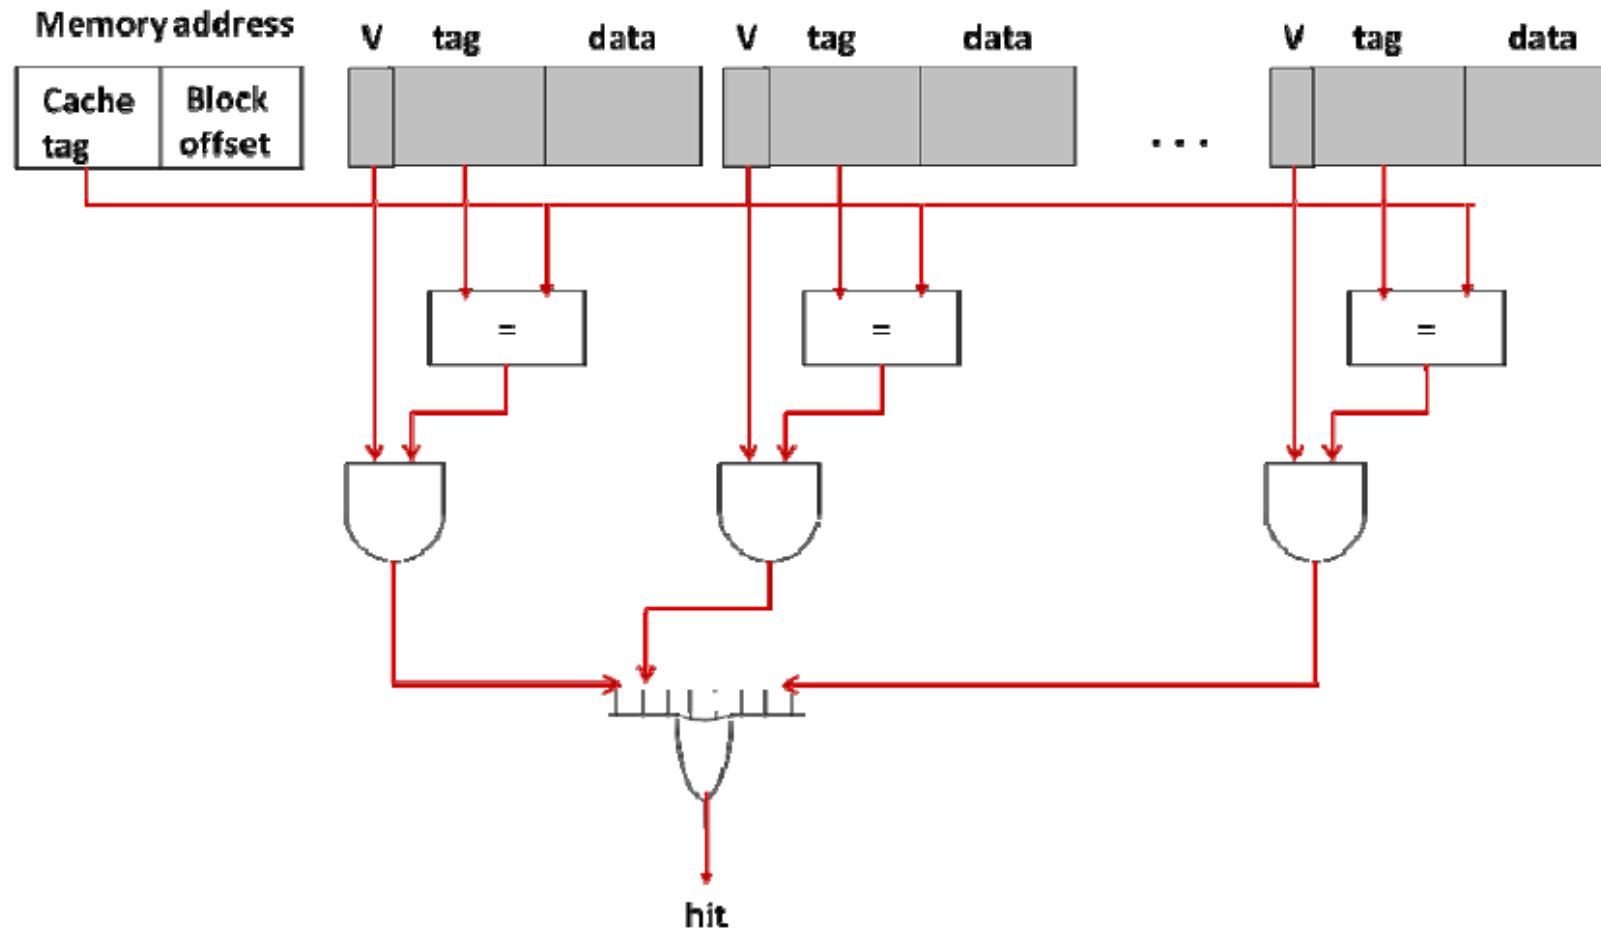 Memory address
V tag data V tag data V tag data
Cache tag
Block offset
...
= = =
hit